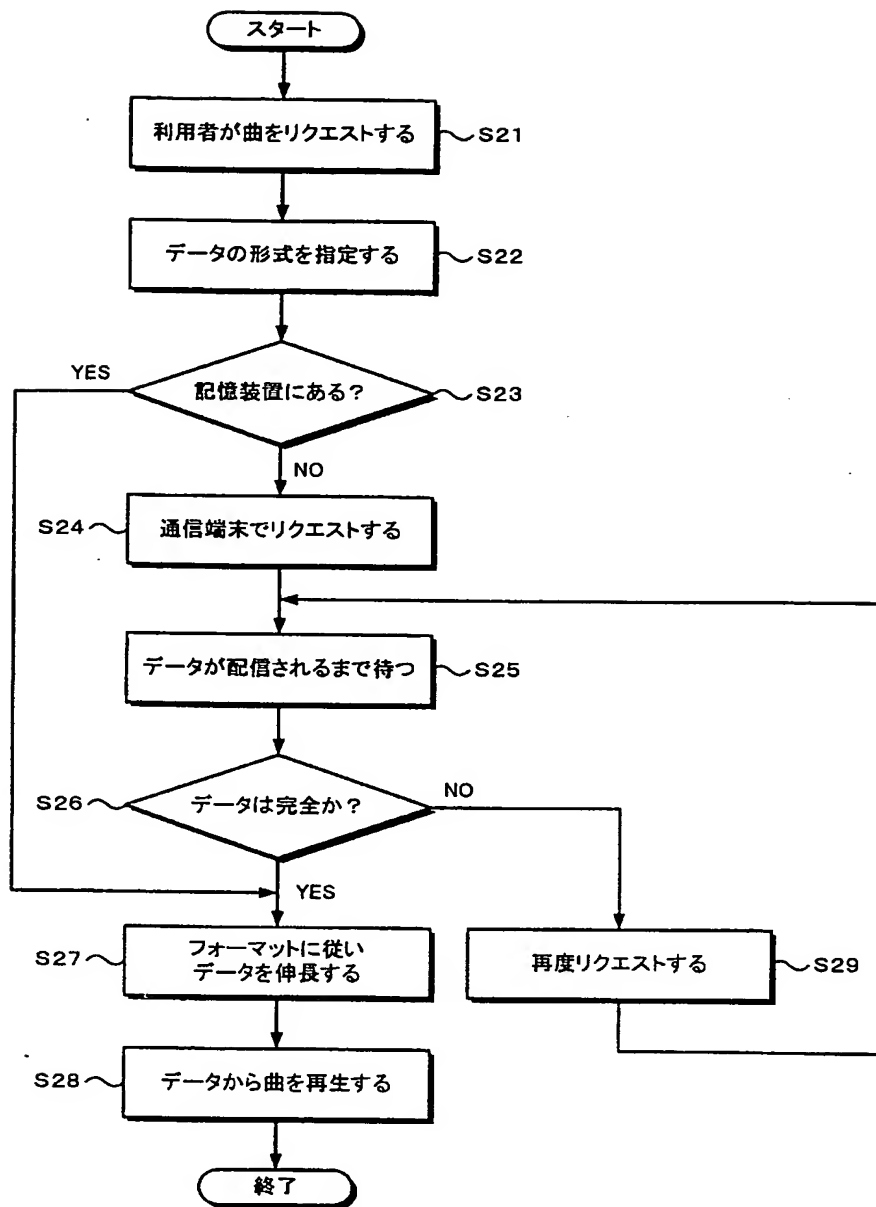 スタート
利用者が曲をリクエストする
S21
データの形式を指定する
S22
YES
記憶装置にある？
S23
NO
S24
通信端末でリクエストする
データが配信されるまで待つ
S25
S26
データは完全か？
NO
YES
S27
フォーマットに従い
データを伸長する
再度リクエストする
S29
S28
データから曲を再生する
終了